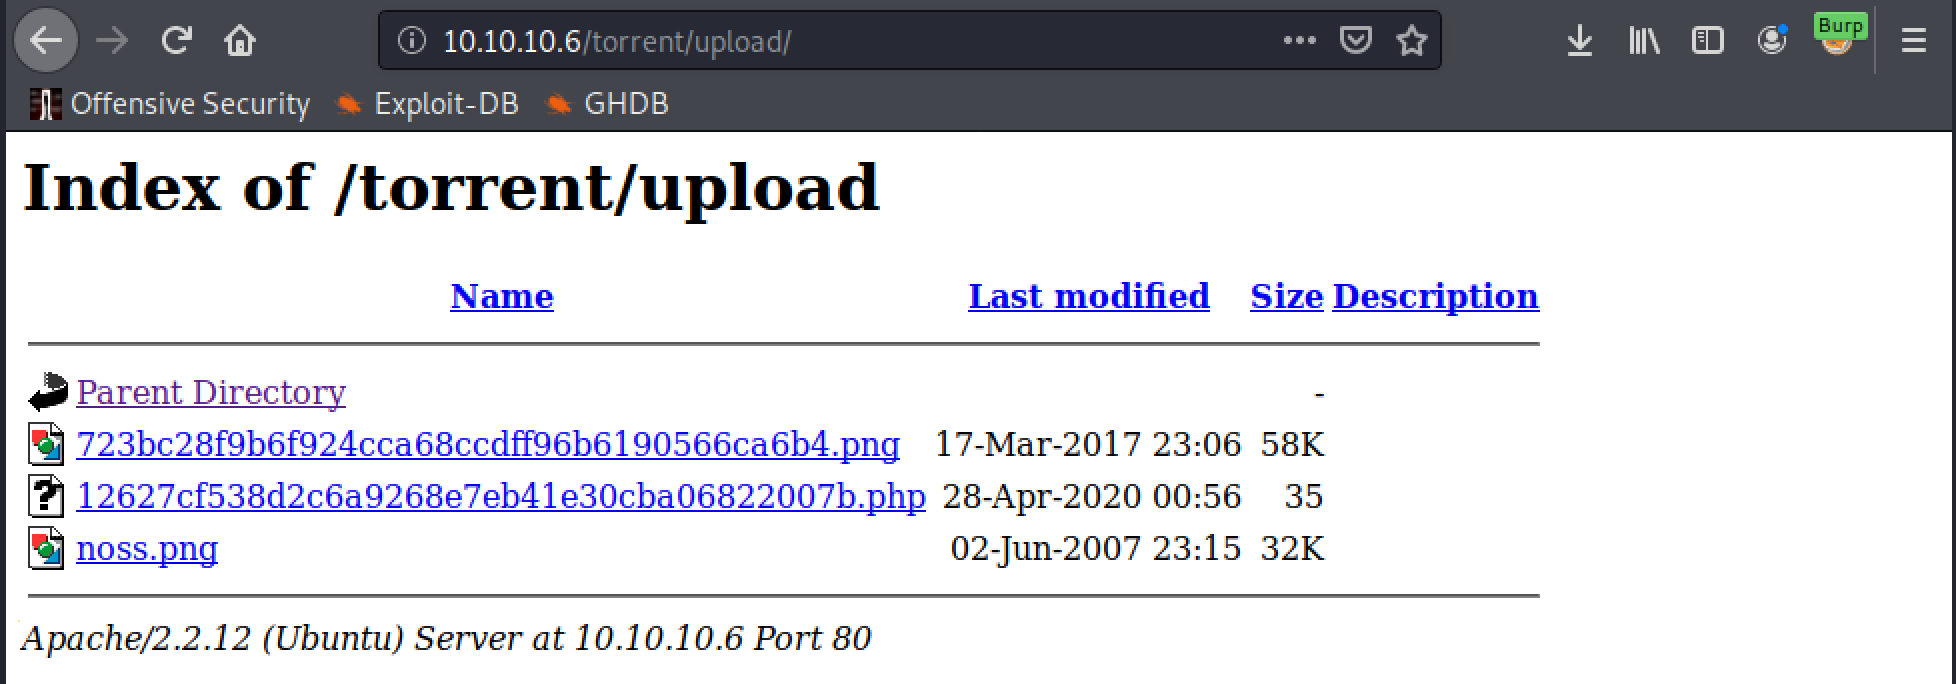 10.10.10.6/torrent/upload/
Burp
Offensive Security Exploit-DB GHDB
Index of /torrent/upload
Name Last modified Size Description
Parent Directory -
723bc28f9b6f924cca68ccdff96b6190566ca6b4.png 17-Mar-2017 23:06 58K
12627cf538d2c6a9268e7eb41e30cba06822007b.php 28-Apr-2020 00:56 35
noss.png 02-Jun-2007 23:15 32K
Apache/2.2.12 (Ubuntu) Server at 10.10.10.6 Port 80